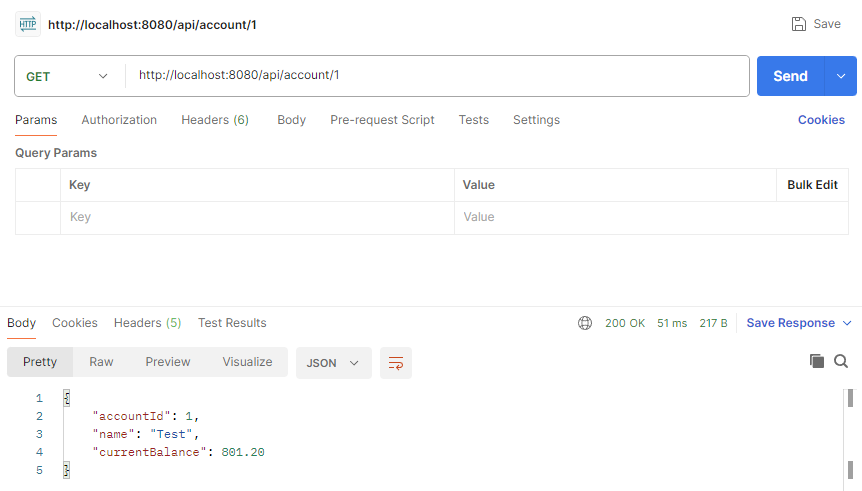 HTTP http://localhost:8080/api/account/1 Save
GET http://localhost:8080/api/account/1 Send
Params Authorization Headers (6) Body Pre-request Script Tests Settings Cookies
Query Params
Key Value Bulk Edit
Key Value
Body Cookies Headers (5) Test Results 200 OK 51 ms 217 B Save Response
Pretty Raw Preview Visualize JSON
1 {
2 "accountId": 1,
3 "name": "Test",
4 "currentBalance": 801.20
5 }